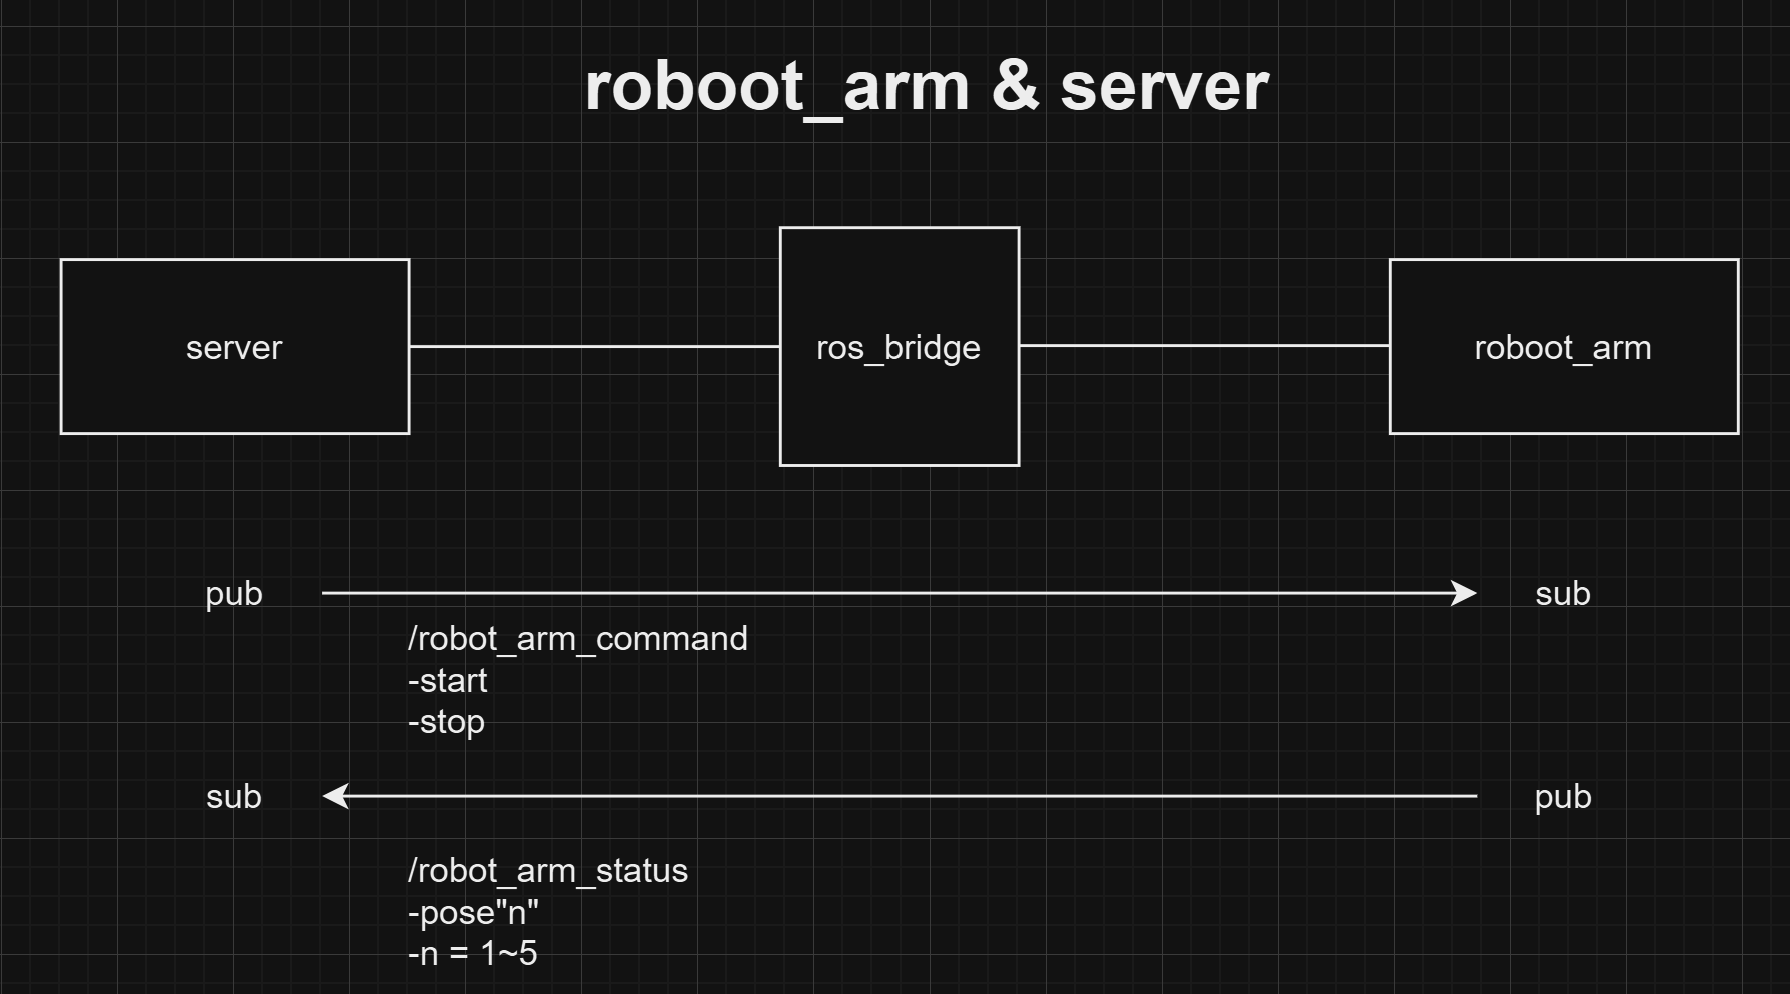 roboot_arm & server
server
ros_bridge
roboot_arm
pub
sub
/robot_arm_command
-start
-stop
sub
pub
/robot_arm_status
-pose"n"
-n = 1~5